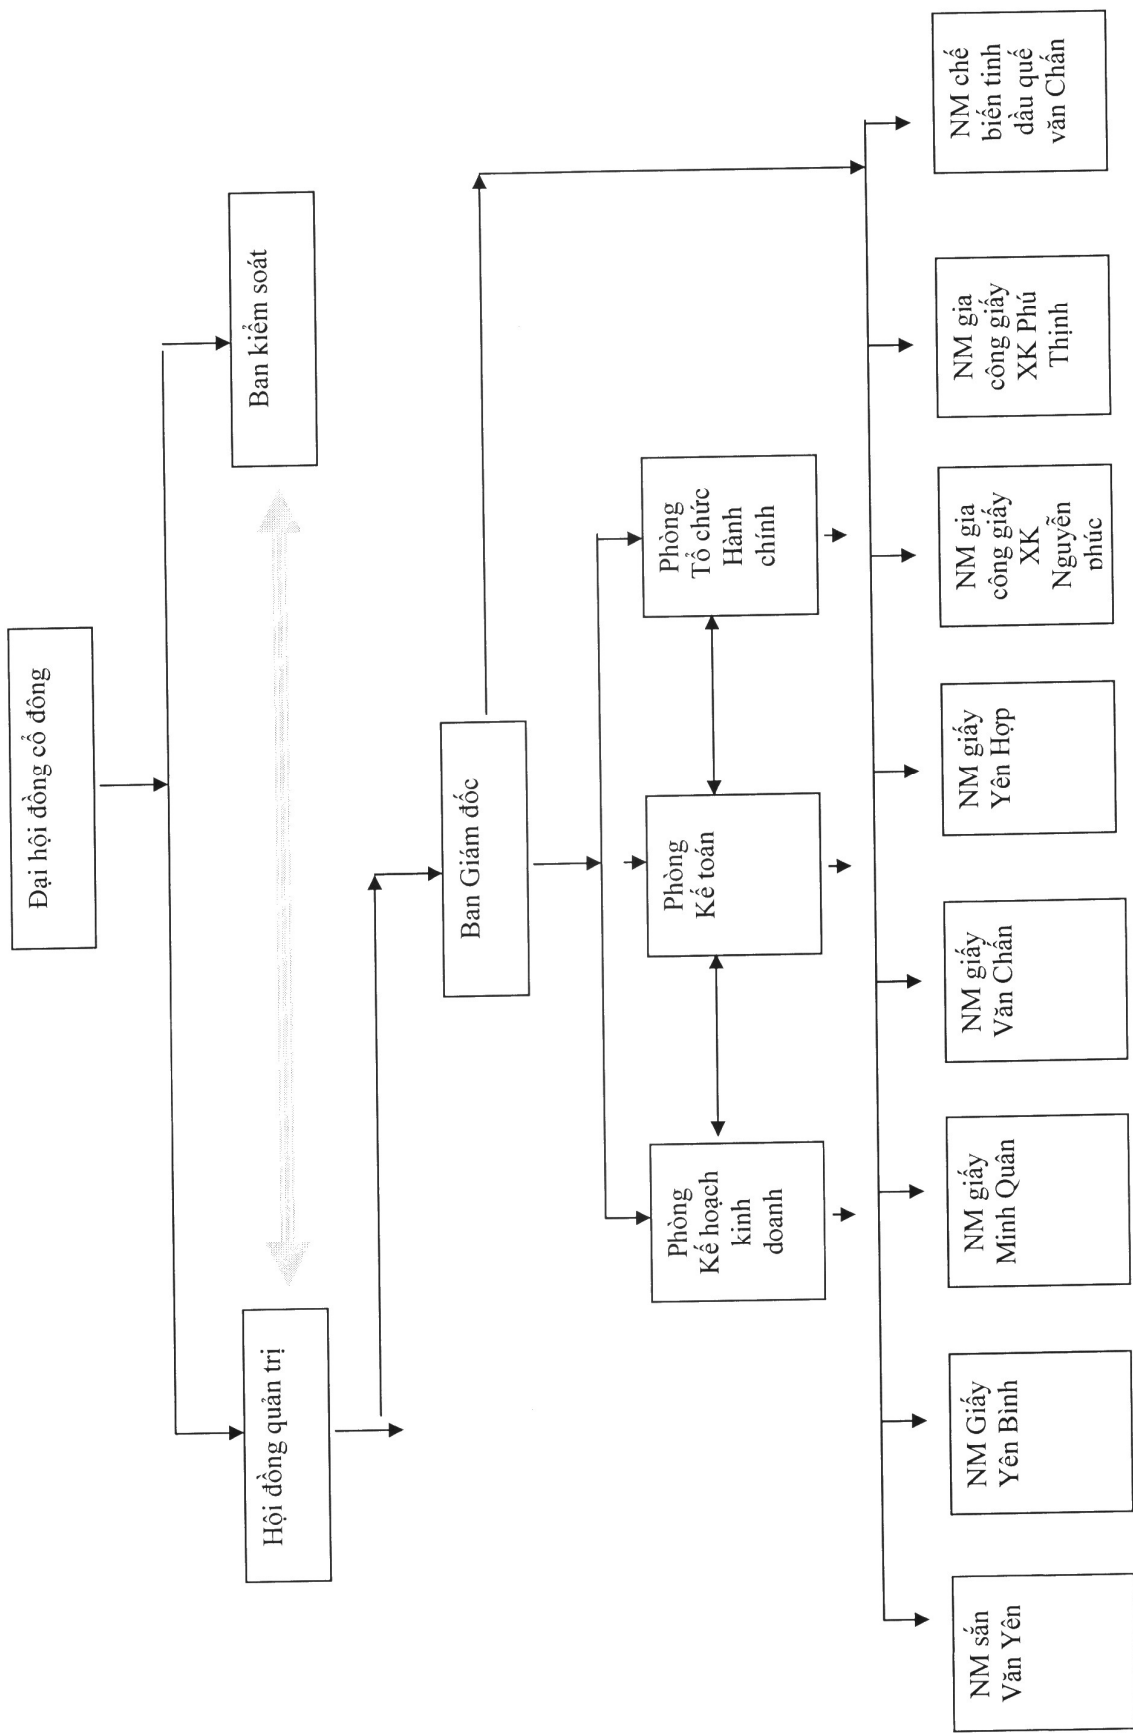 Đại hội đồng cổ đông
Hội đồng quản trị
Ban kiểm soát
Ban Giám đốc
Phòng
Kế hoạch
kinh
doanh
Phòng
Kế toán
Phòng
Tổ chức
Hành
chính
NM sắn
Văn Yên
NM Giấy
Yên Bình
NM giấy
Minh Quân
NM giấy
Văn Chấn
NM giấy
Yên Hợp
NM gia
công giấy
XK
Nguyễn
phúc
NM gia
công giấy
XK Phú
Thịnh
NM chế
biến tinh
dầu quế
văn Chấn